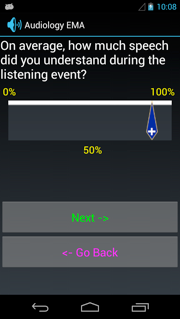 10:08
Audiology EMA
On average, how much speech
did you understand during the
listening event?
0% 100%
50%
Next ->
<- Go Back